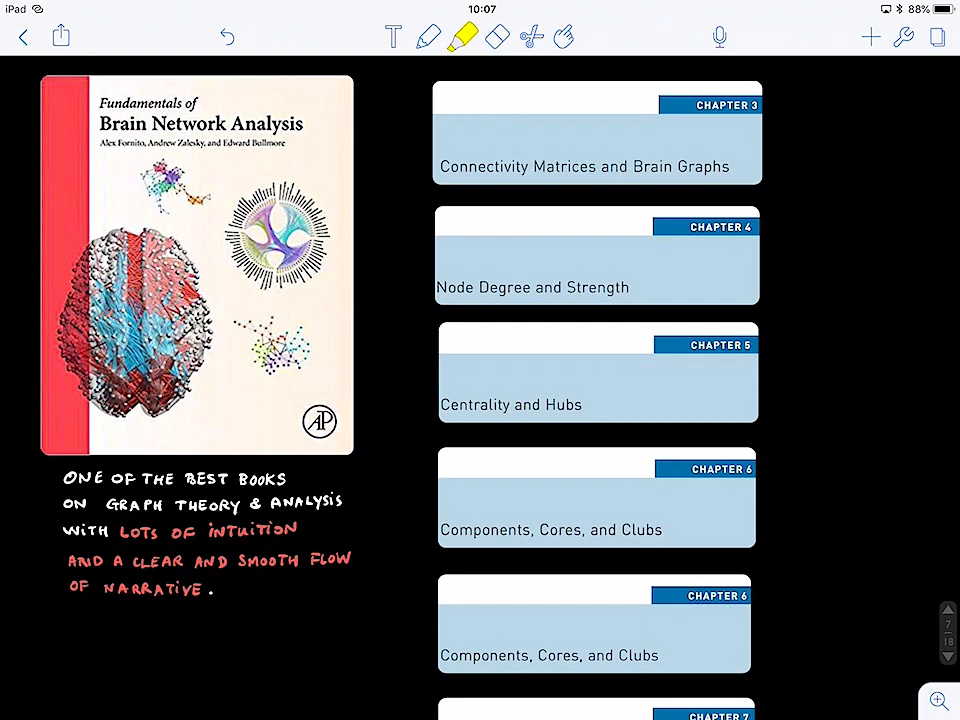 iPad
10:07
88%
Fundamentals of
Brain Network Analysis
Alex Fornito, Andrew Zalesky, and Edward Bullmore
AP
ONE OF THE BEST BOOKS
ON GRAPH THEORY & ANALYSIS
WITH LOTS OF INTUITION
AND A CLEAR AND SMOOTH FLOW
OF NARRATIVE.
CHAPTER 3
Connectivity Matrices and Brain Graphs
CHAPTER 4
Node Degree and Strength
CHAPTER 5
Centrality and Hubs
CHAPTER 6
Components, Cores, and Clubs
CHAPTER 6
Components, Cores, and Clubs
CHAPTER 7
7
18